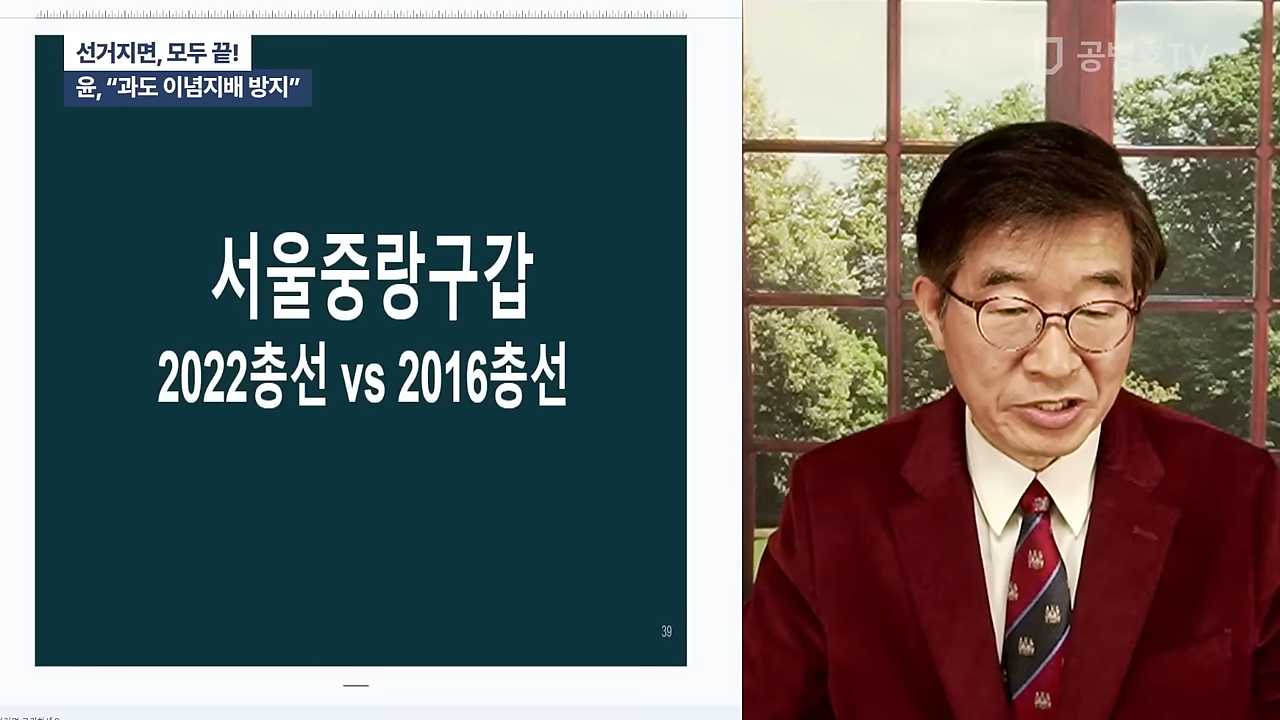 선거지면, 모두 끝!
윤, “과도 이념지배 방지”
공병호TV
서울중랑구갑
2022총선 vs 2016총선
39